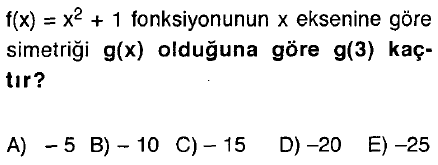 f(x) = x² + 1 fonksiyonunun x eksenine göre
simetriği g(x) olduğuna göre g(3) kaç-
tır?
A) – 5 B) – 10 C) – 15 D) –20 E) –25